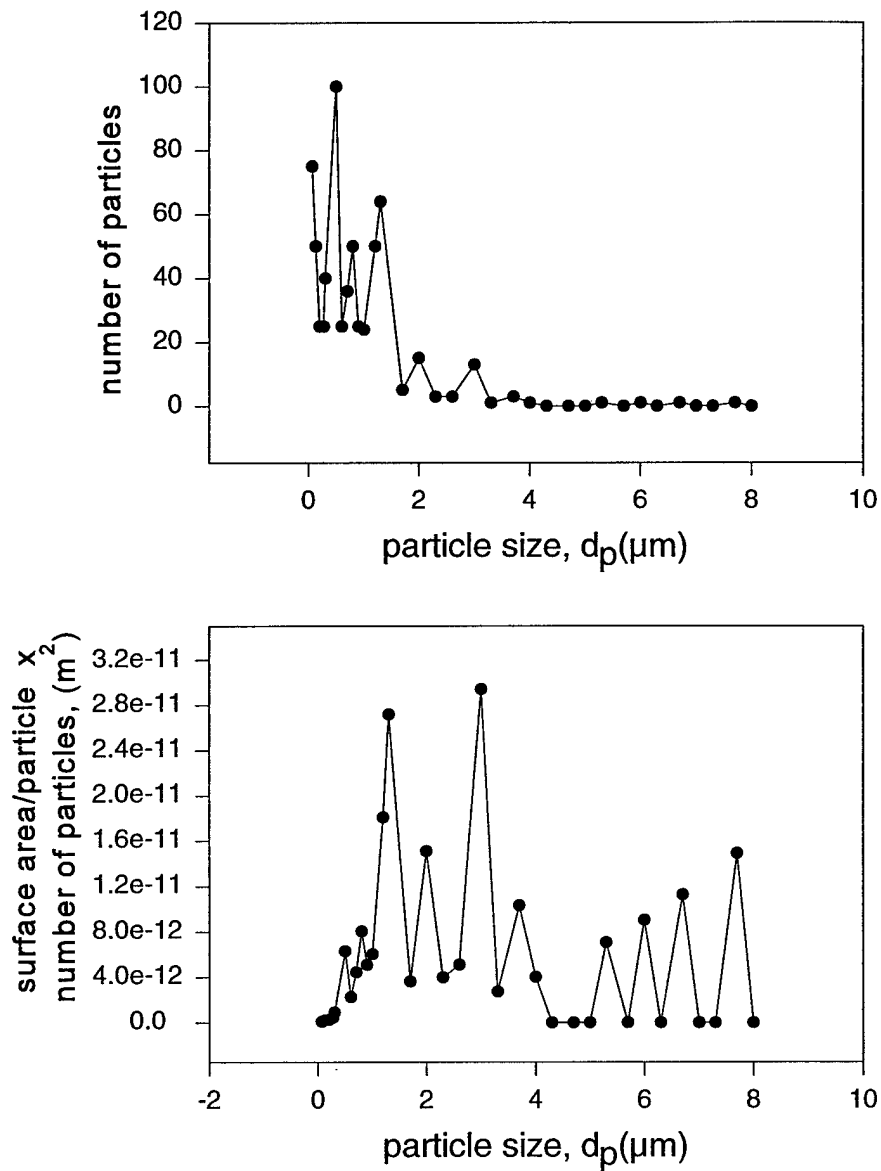 120
100
80
60
40
20
0
number of particles
0 2 4 6 8 10
particle size, dp(µm)
surface area/particle x
number of particles, (m²)
3.2e-11
2.8e-11
2.4e-11
2.0e-11
1.6e-11
1.2e-11
8.0e-12
4.0e-12
0.0
-2 0 2 4 6 8 10
particle size, dp(µm)